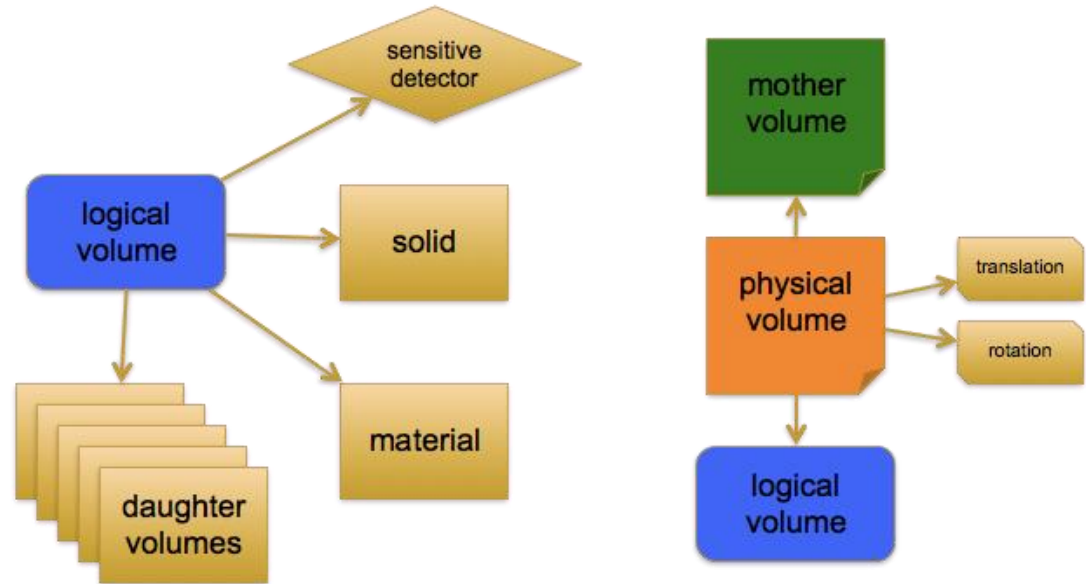 sensitive
detector
logical
volume
solid
material
daughter
volumes
mother
volume
physical
volume
translation
rotation
logical
volume